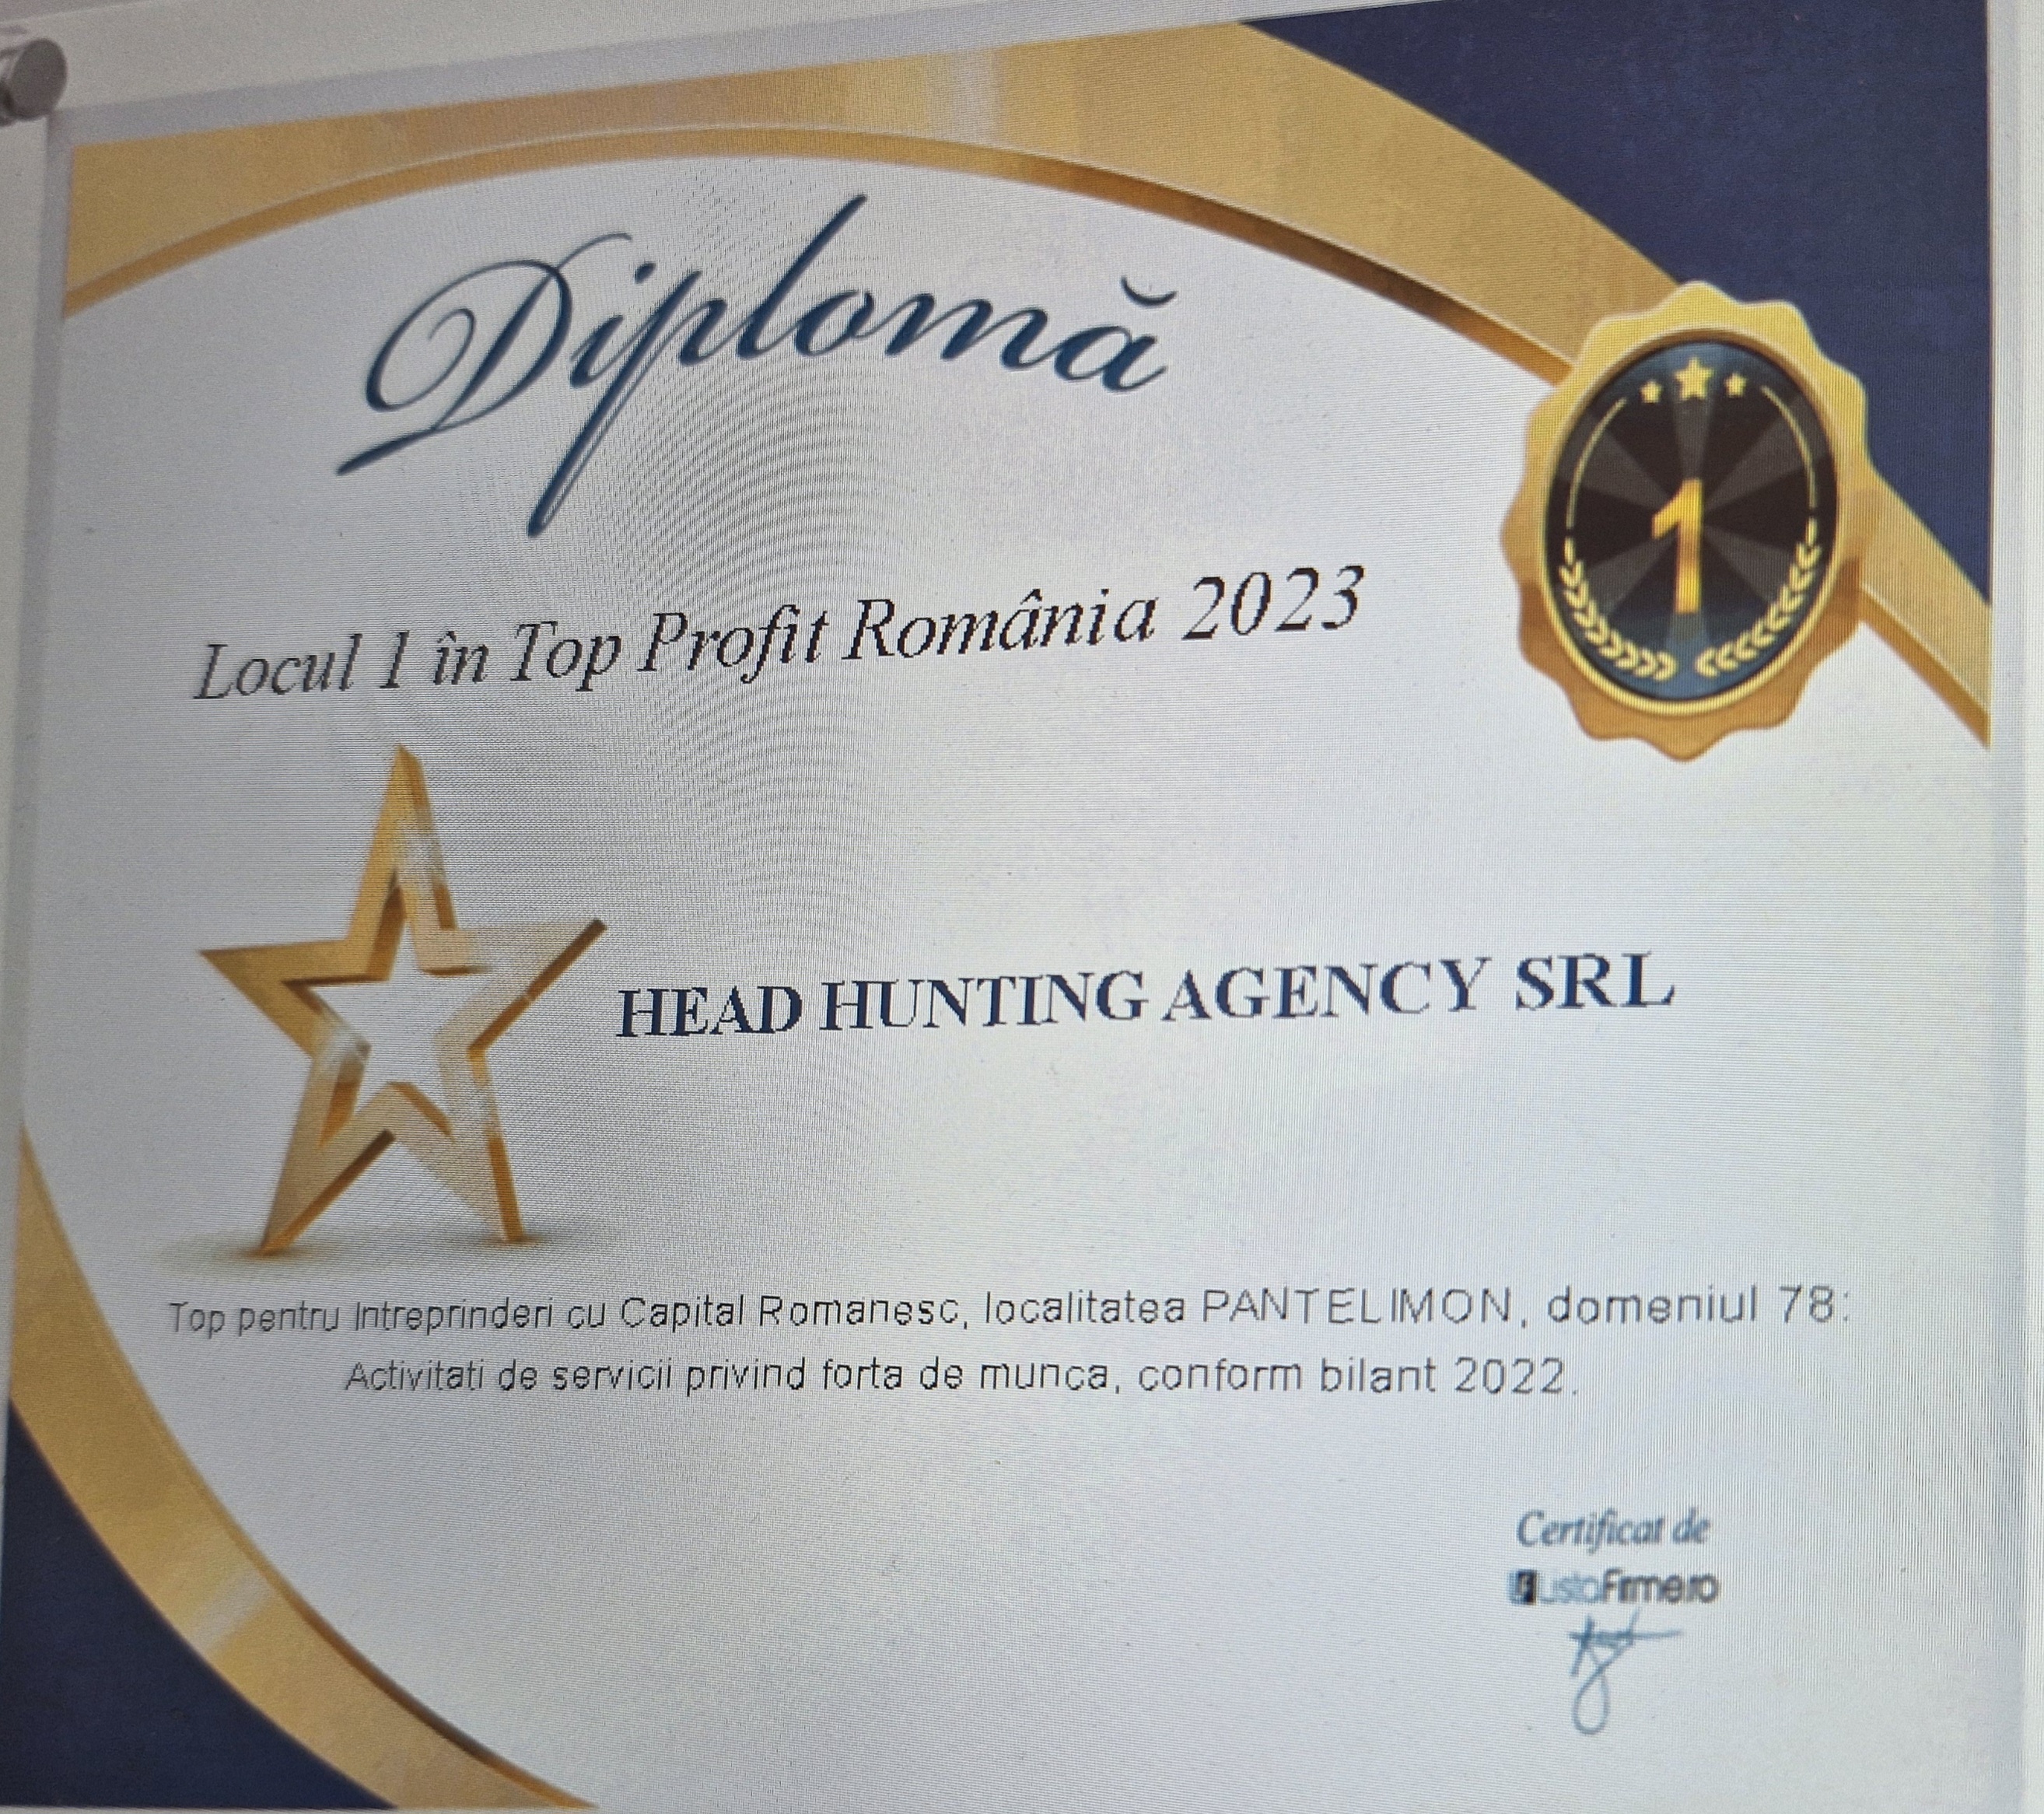 Diplomă
Locul 1 în Top Profit România 2023
1
HEAD HUNTING AGENCY SRL
Top pentru Intreprinderi cu Capital Romanesc, localitatea PANTELIMON, domeniul 78:
Activitati de servicii privind forta de munca, conform bilant 2022.
Certificat de
ListaFirme.ro